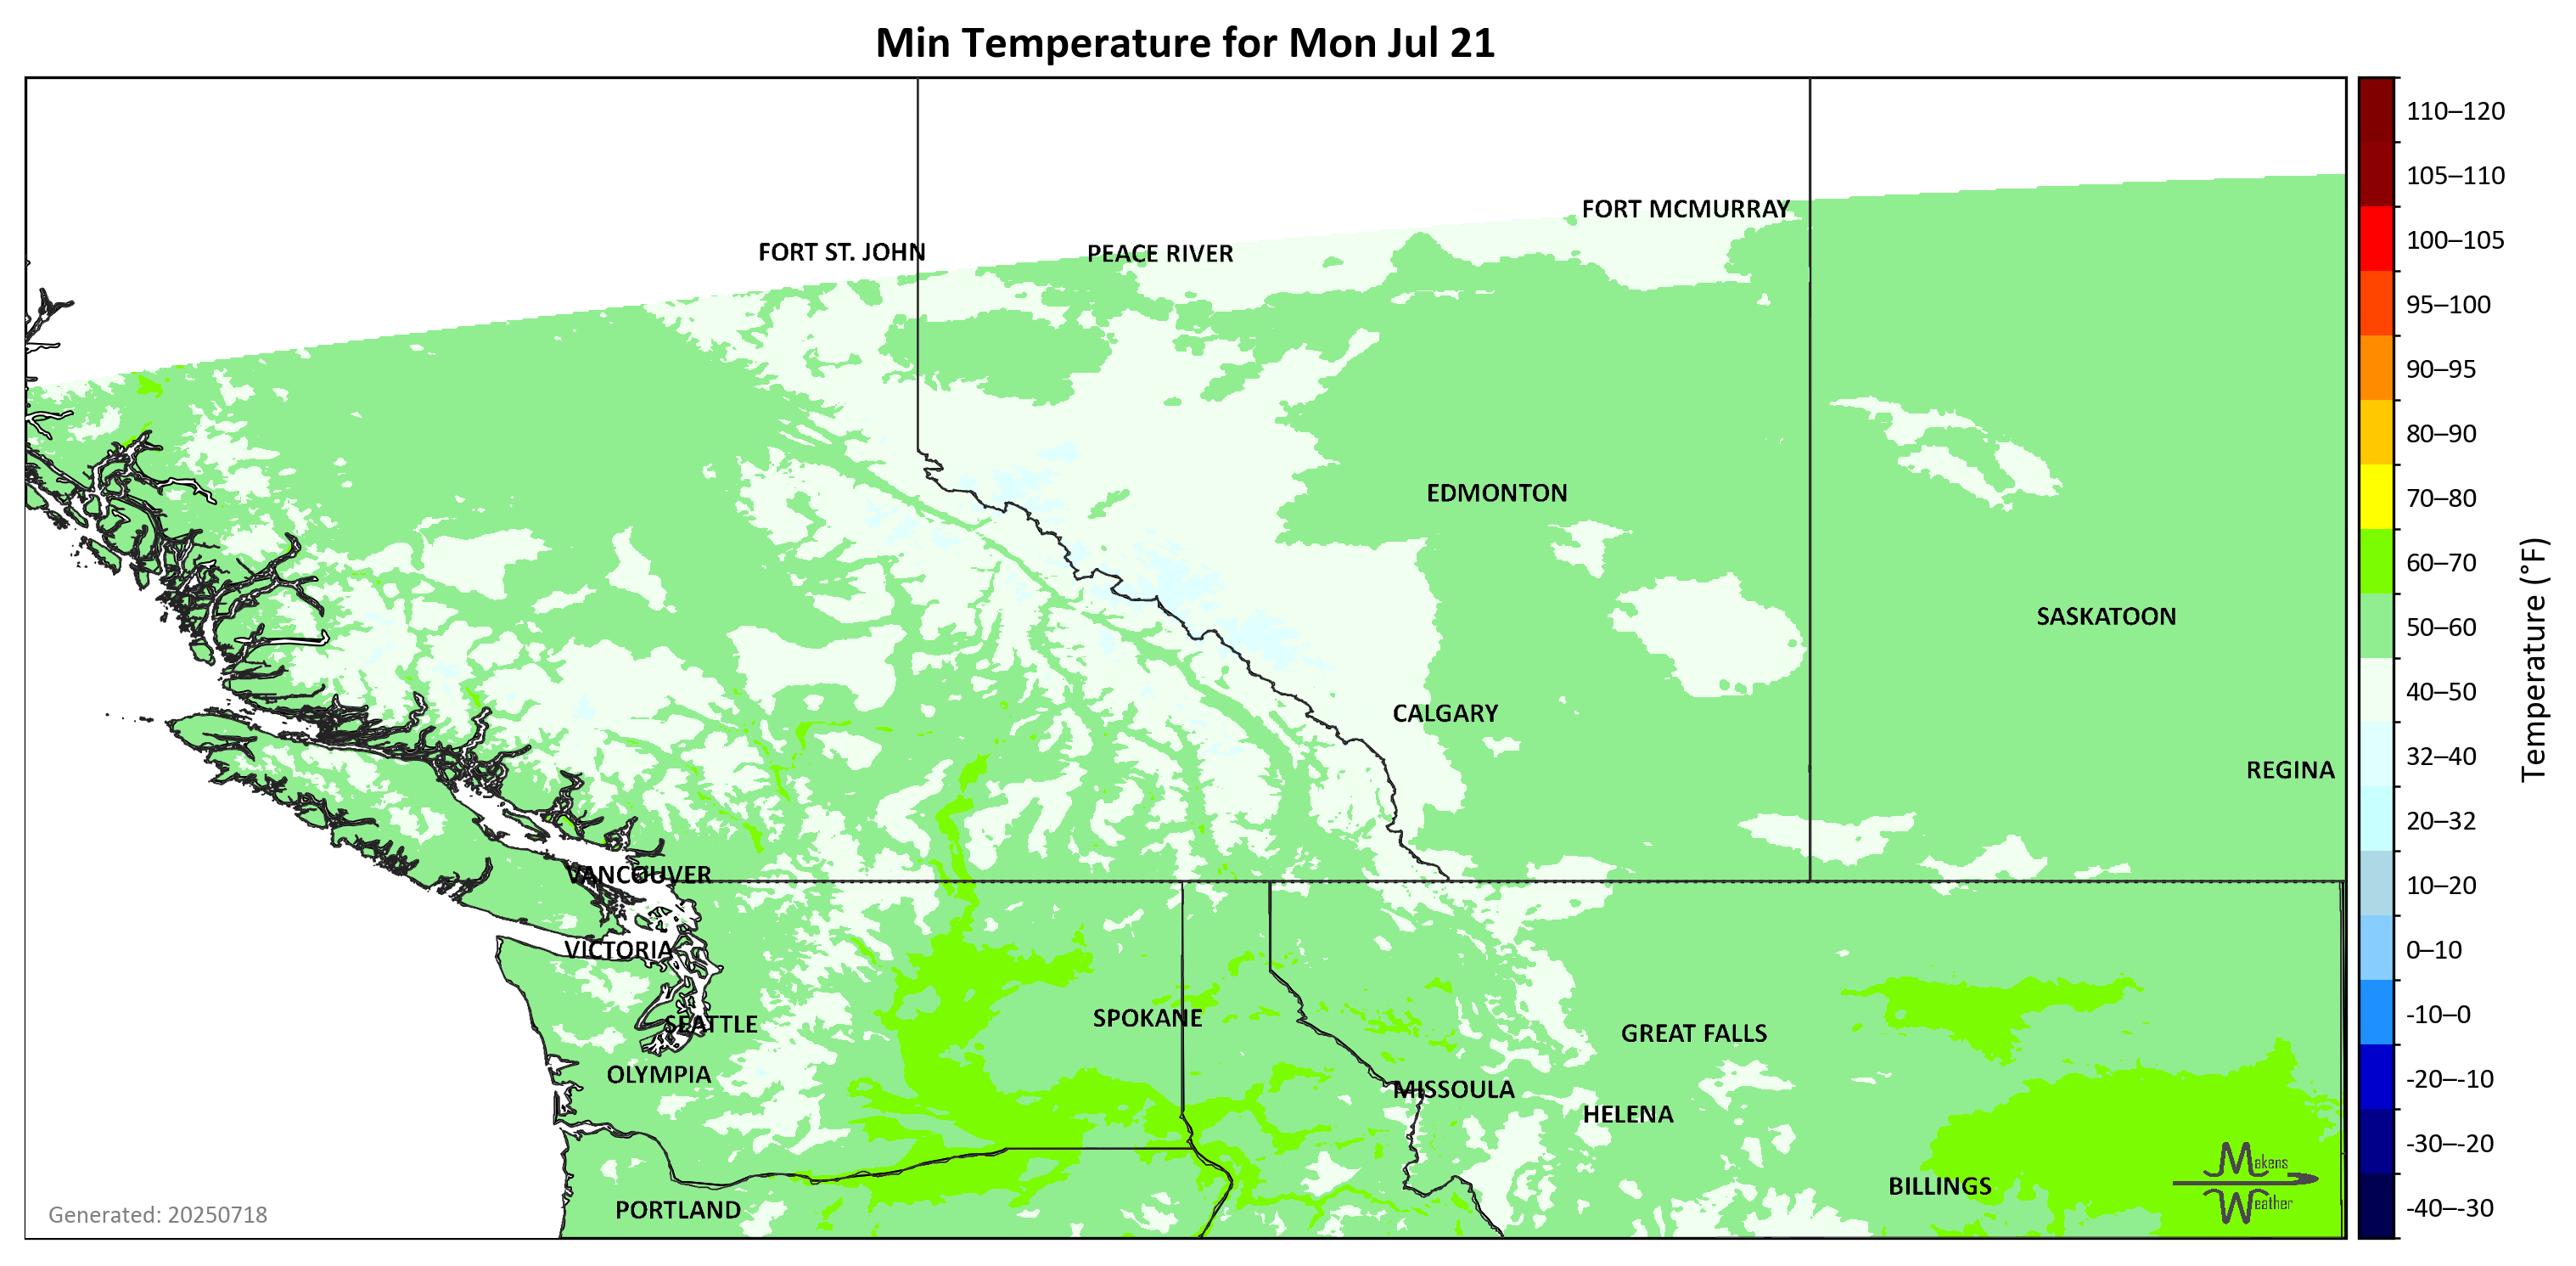 Min Temperature for Mon Jul 21
FORT MCMURRAY
FORT ST. JOHN
PEACE RIVER
EDMONTON
SASKATOON
CALGARY
REGINA
VANCOUVER
VICTORIA
SEATTLE
SPOKANE
GREAT FALLS
OLYMPIA
MISSOULA
HELENA
BILLINGS
PORTLAND
Makens
Weather
Generated: 20250718
110–120
105–110
100–105
95–100
90–95
80–90
70–80
60–70
50–60
40–50
32–40
20–32
10–20
0–10
-10–0
-20–-10
-30–-20
-40–-30
Temperature (°F)